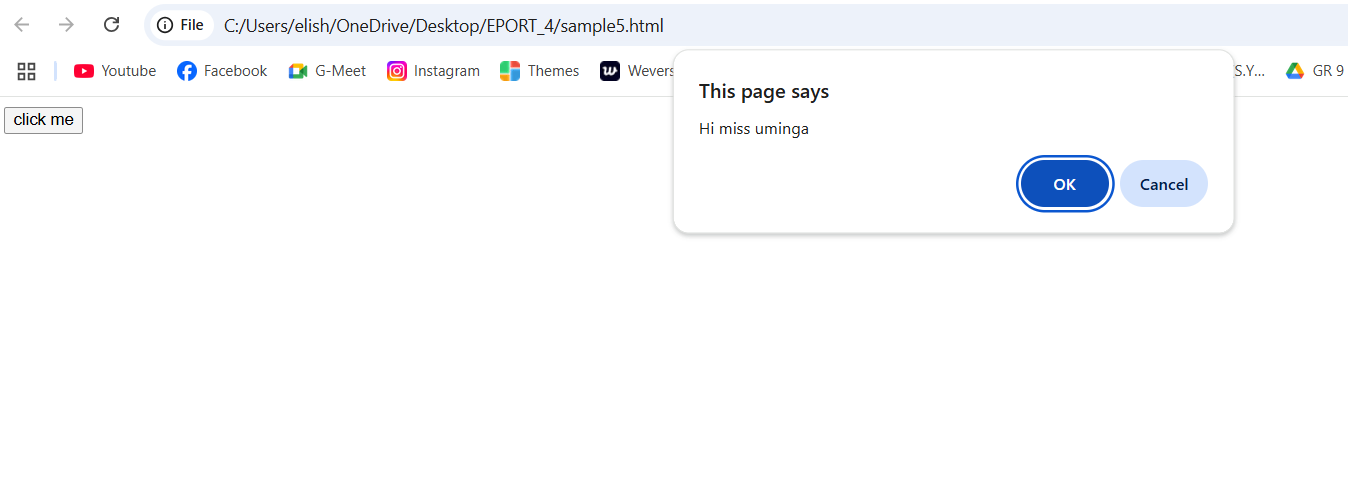 File C:/Users/elish/OneDrive/Desktop/EPORT_4/sample5.html
Youtube Facebook G-Meet Instagram Themes Wevers S.Y... GR 9
click me
This page says
Hi miss uminga
OK Cancel